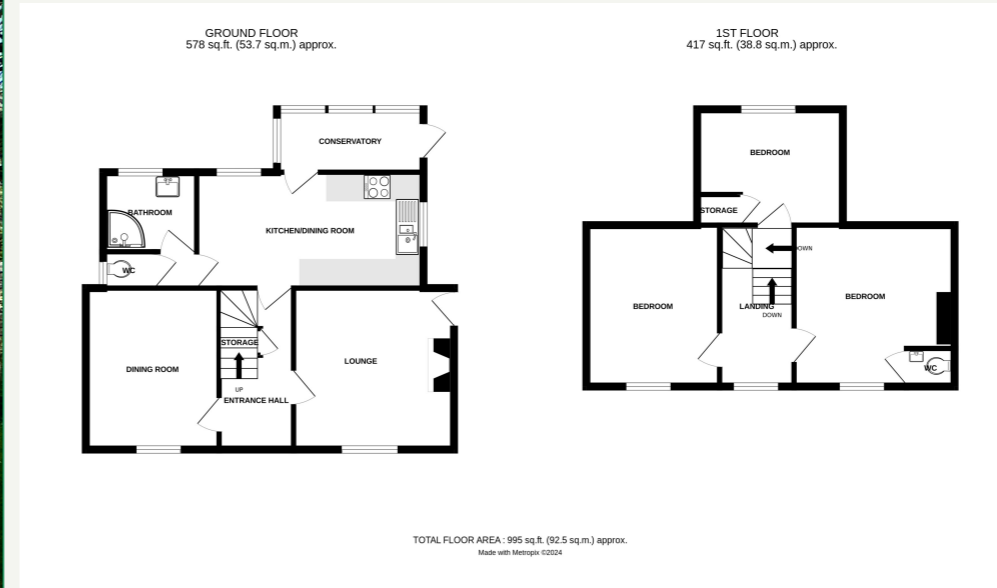 GROUND FLOOR
578 sq.ft. (53.7 sq.m.) approx.
1ST FLOOR
417 sq.ft. (38.8 sq.m.) approx.
CONSERVATORY
BEDROOM
BATHROOM
STORAGE
KITCHEN/DINING ROOM
DOWN
WC
BEDROOM
LANDING
BEDROOM
DOWN
STORAGE
DINING ROOM
LOUNGE
WC
UP
ENTRANCE HALL
TOTAL FLOOR AREA : 995 sq.ft. (92.5 sq.m.) approx.
Made with Metropix ©2024